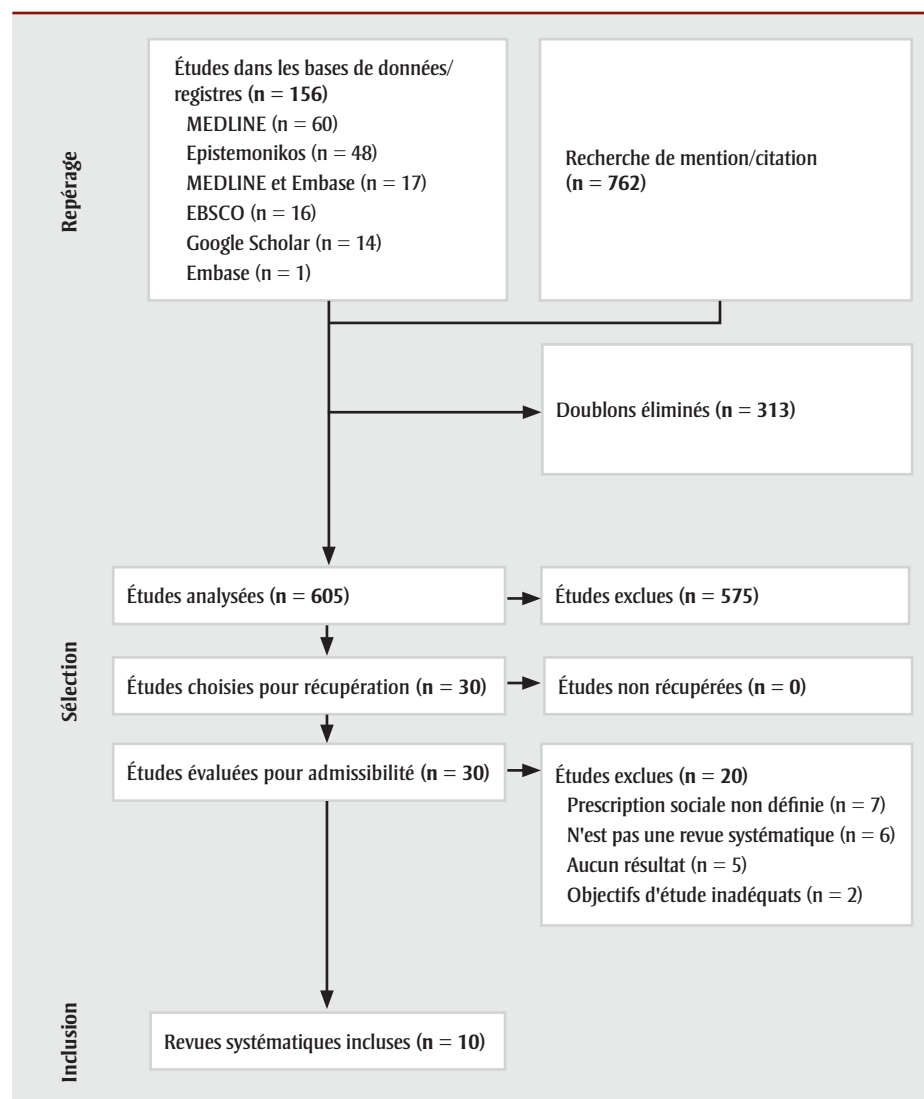 Repérage
Études dans les bases de données/
registres (n = 156)
MEDLINE (n = 60)
Epistemonikos (n = 48)
MEDLINE et Embase (n = 17)
EBSCO (n = 16)
Google Scholar (n = 14)
Embase (n = 1)
Recherche de mention/citation
(n = 762)
Doublons éliminés (n = 313)
Sélection
Études analysées (n = 605)
Études exclues (n = 575)
Études choisies pour récupération (n = 30)
Études non récupérées (n = 0)
Études évaluées pour admissibilité (n = 30)
Études exclues (n = 20)
Prescription sociale non définie (n = 7)
N'est pas une revue systématique (n = 6)
Aucun résultat (n = 5)
Objectifs d'étude inadéquats (n = 2)
Inclusion
Revues systématiques incluses (n = 10)